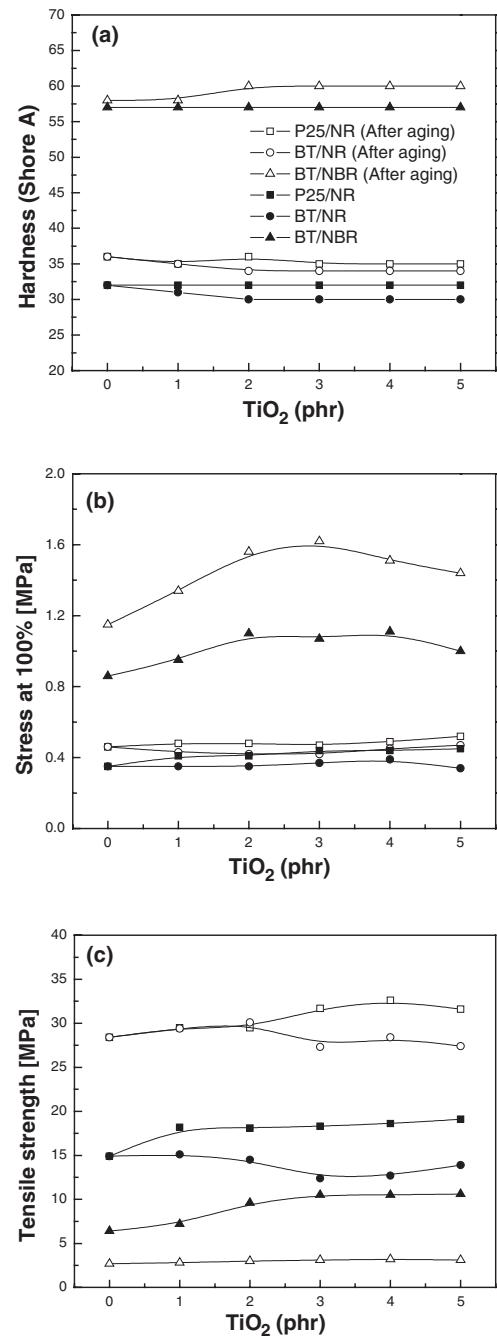 (a)
70
65
60
55
50
45
40
35
30
25
20
Hardness (Shore A)
P25/NR (After aging)
BT/NR (After aging)
BT/NBR (After aging)
P25/NR
BT/NR
BT/NBR
0 1 2 3 4 5
TiO₂ (phr)
(b)
2.0
1.6
1.2
0.8
0.4
0.0
Stress at 100% [MPa]
0 1 2 3 4 5
TiO₂ (phr)
(c)
40
35
30
25
20
15
10
5
0
Tensile strength [MPa]
0 1 2 3 4 5
TiO₂ (phr)